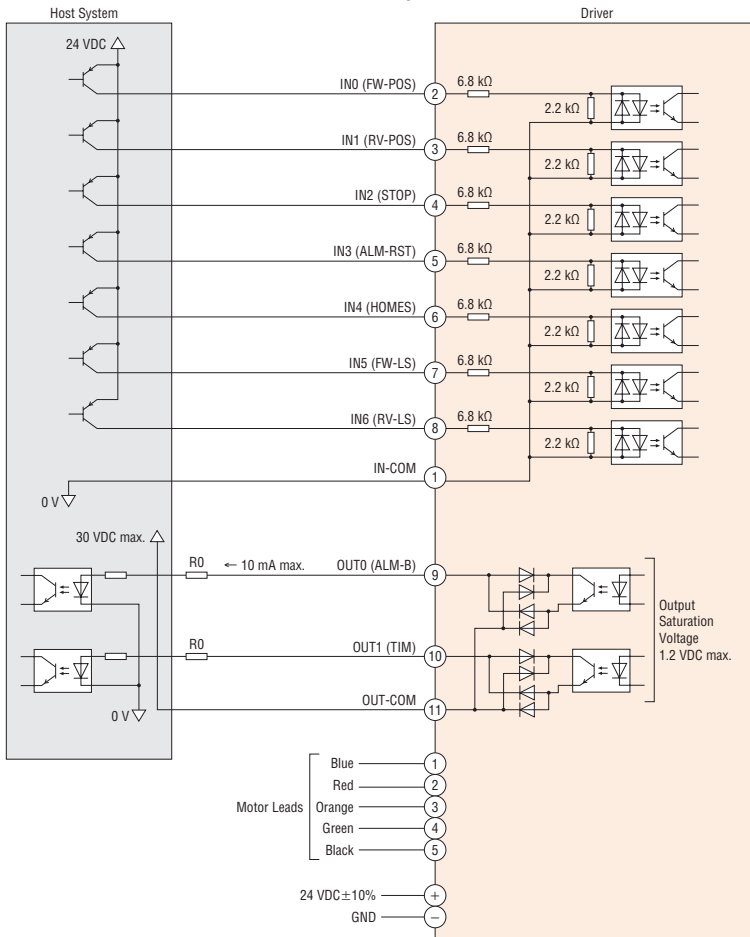 Host System
Driver
24 VDC
IN0 (FW-POS)
2
6.8 kΩ
2.2 kΩ
IN1 (RV-POS)
3
6.8 kΩ
2.2 kΩ
IN2 (STOP)
4
6.8 kΩ
2.2 kΩ
IN3 (ALM-RST)
5
6.8 kΩ
2.2 kΩ
IN4 (HOMES)
6
6.8 kΩ
2.2 kΩ
IN5 (FW-LS)
7
6.8 kΩ
2.2 kΩ
IN6 (RV-LS)
8
6.8 kΩ
2.2 kΩ
IN-COM
1
0 V
30 VDC max.
R0
← 10 mA max.
OUT0 (ALM-B)
9
Output
Saturation
Voltage
1.2 VDC max.
R0
OUT1 (TIM)
10
OUT-COM
11
0 V
Motor Leads
Blue
1
Red
2
Orange
3
Green
4
Black
5
24 VDC±10%
+
GND
−